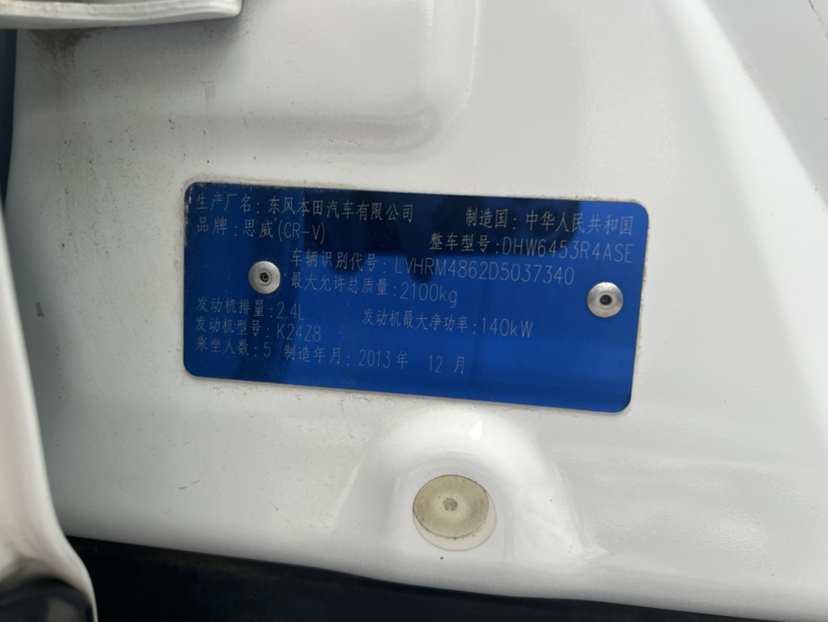 生产厂名：东风本田汽车有限公司 制造国：中华人民共和国
品牌：思威(CR-V) 整车型号：DHW6453R4ASE
车辆识别代号：LVHRM4862D5037340
最大允许总质量：2100kg
发动机排量：2.4L 发动机最大净功率：140kW
发动机型号：K24Z8
乘坐人数：5 制造年月：2013年 12月